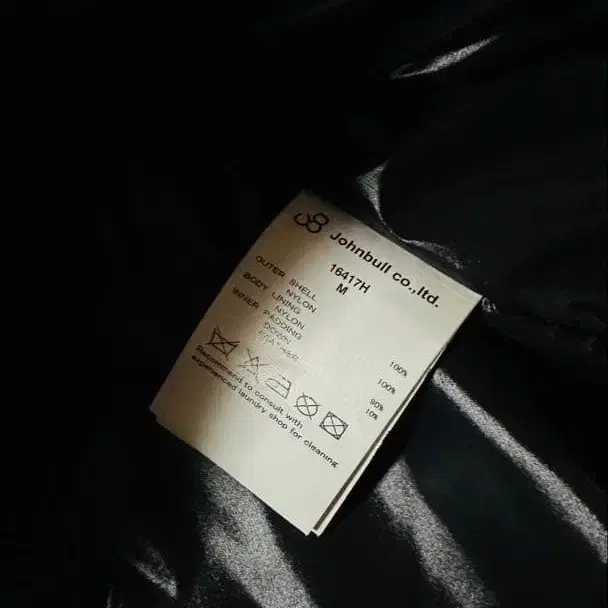 Johnbull co.,ltd.
16417H
M
OUTER SHELL
NYLON 100%
BODY LINING
NYLON 100%
INNER PADDING
DOWN 90%
FEATHER 10%
Recommend to consult with
experienced laundry shop for cleaning.